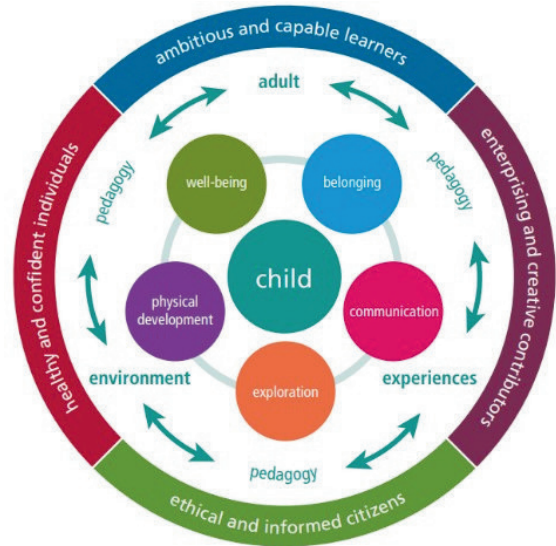 ambitious and capable learners
adult
healthy and confident individuals
enterprising and creative contributors
pedagogy
pedagogy
well-being
belonging
child
physical
development
communication
environment
experiences
exploration
pedagogy
ethical and informed citizens